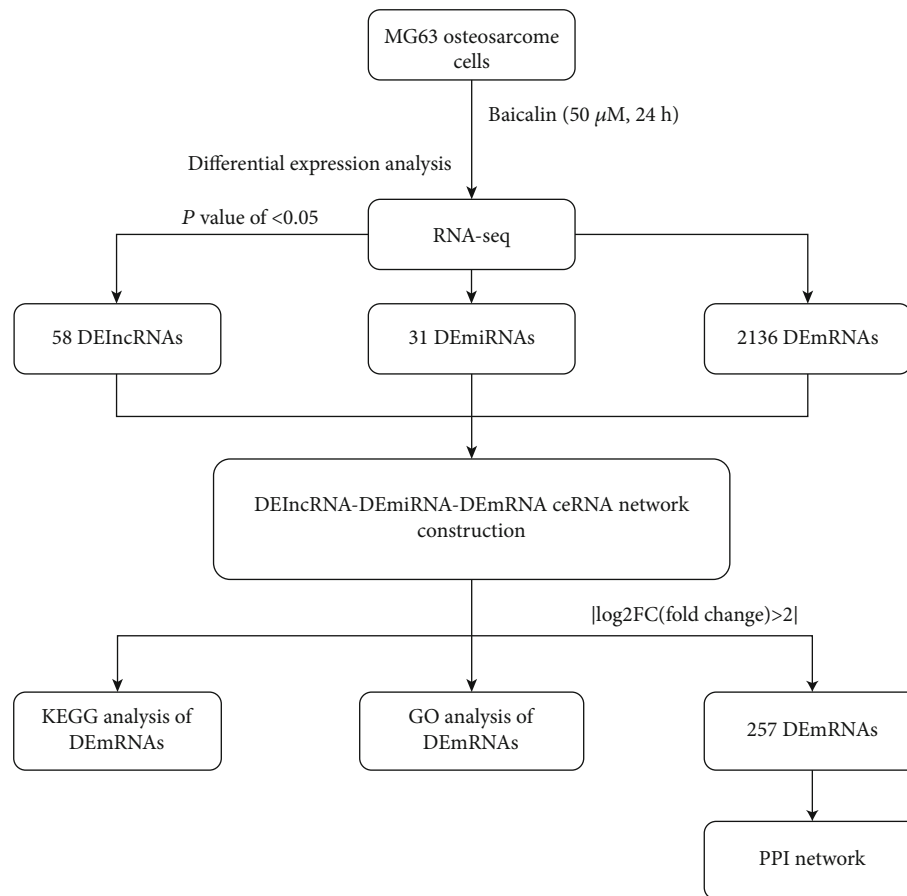 MG63 osteosarcome
cells
Baicalin (50 μM, 24 h)
Differential expression analysis
P value of <0.05
RNA-seq
58 DEIncRNAs
31 DEmiRNAs
2136 DEmRNAs
DEIncRNA-DEmiRNA-DEmRNA ceRNA network
construction
|log2FC(fold change)>2|
KEGG analysis of
DEmRNAs
GO analysis of
DEmRNAs
257 DEmRNAs
PPI network